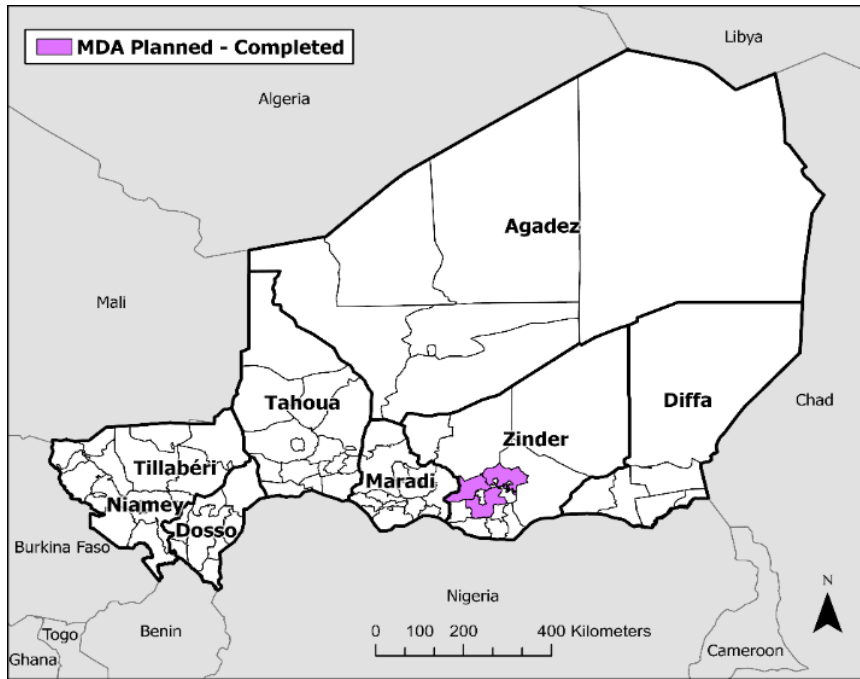 MDA Planned - Completed
Libya
Algeria
Agadez
Mali
Tahoua
Diffa
Chad
Zinder
Tillabéri
Maradi
Niamey
Dosso
Burkina Faso
Nigeria
N
Togo
Benin
0 100 200 400 Kilometers
Ghana
Cameroon